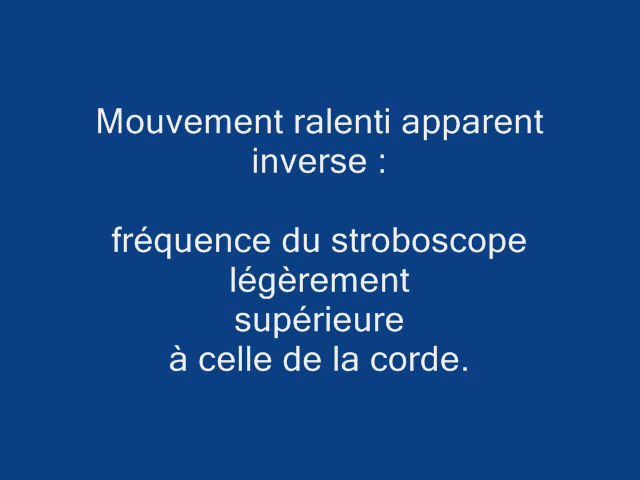 Mouvement ralenti apparent
inverse :
fréquence du stroboscope
légèrement
supérieure
à celle de la corde.